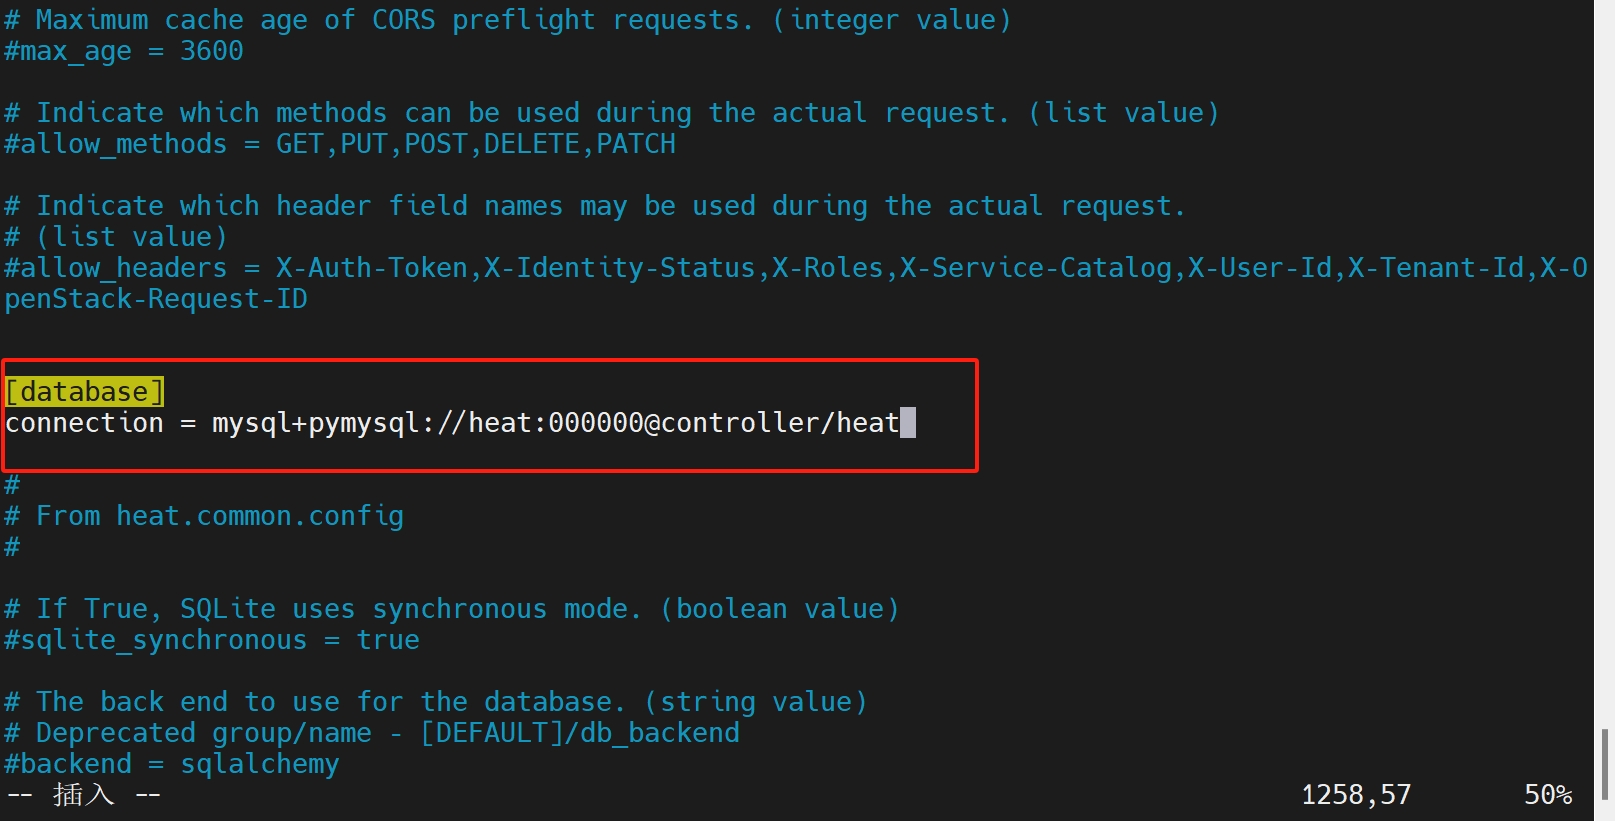 # Maximum cache age of CORS preflight requests. (integer value)
#max_age = 3600
# Indicate which methods can be used during the actual request. (list value)
#allow_methods = GET,PUT,POST,DELETE,PATCH
# Indicate which header field names may be used during the actual request.
# (list value)
#allow_headers = X-Auth-Token,X-Identity-Status,X-Roles,X-Service-Catalog,X-User-Id,X-Tenant-Id,X-O
penStack-Request-ID
[database]
connection = mysql+pymysql://heat:000000@controller/heat
#
# From heat.common.config
#
# If True, SQLite uses synchronous mode. (boolean value)
#sqlite_synchronous = true
# The back end to use for the database. (string value)
# Deprecated group/name - [DEFAULT]/db_backend
#backend = sqlalchemy
-- 插入 -- 1258,57 50%